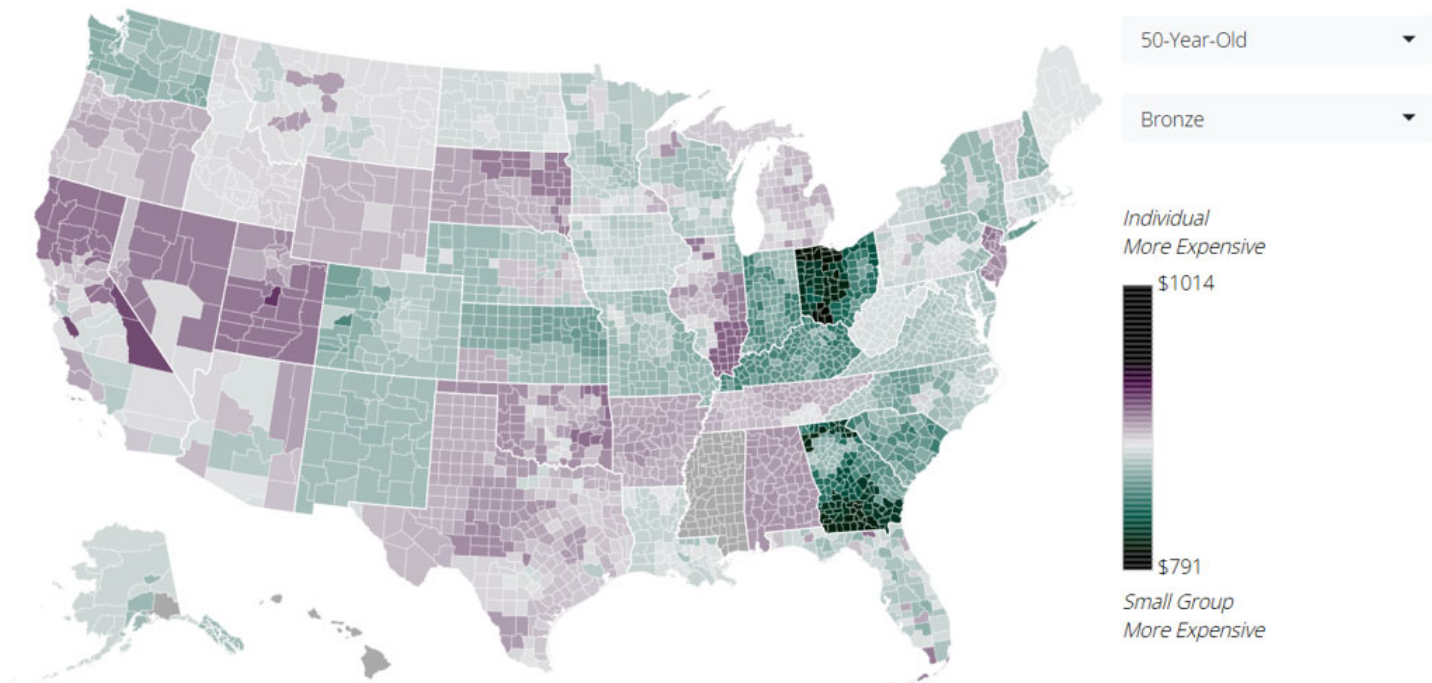 50-Year-Old
Bronze
Individual
More Expensive
$1014
$791
Small Group
More Expensive